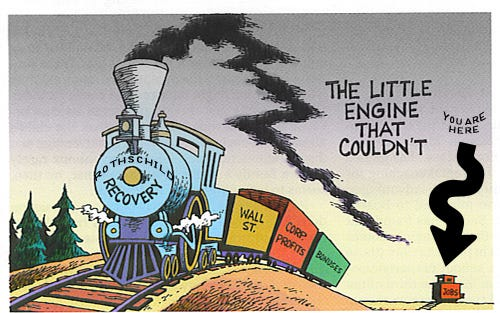 THE LITTLE
ENGINE
THAT
COULDN'T
YOU ARE
HERE
ROTHSCHILD
RECOVERY
WALL
ST.
CORP
PROFITS
BONUSES
JOBS